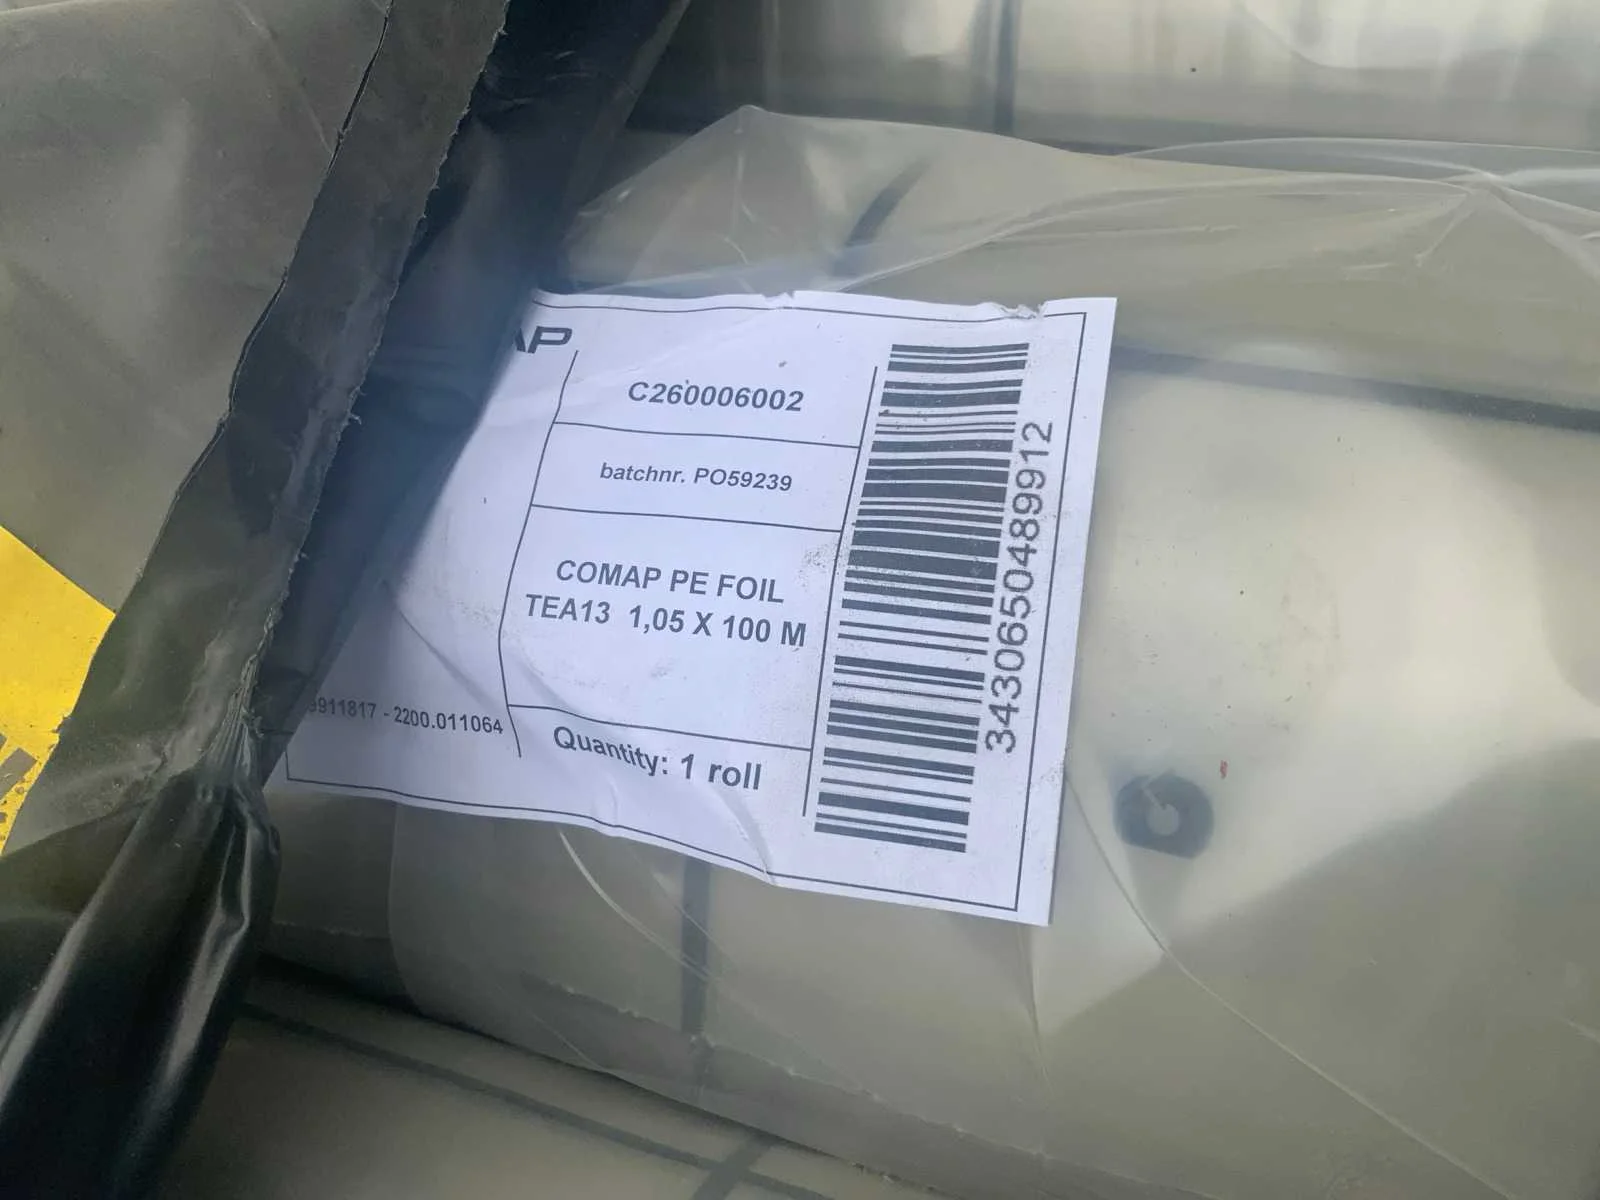 AP
C260006002
batchnr. PO59239
COMAP PE FOIL
TEA13 1,05 X 100 M
9911817 - 2200.011064
Quantity: 1 roll
3430650489912